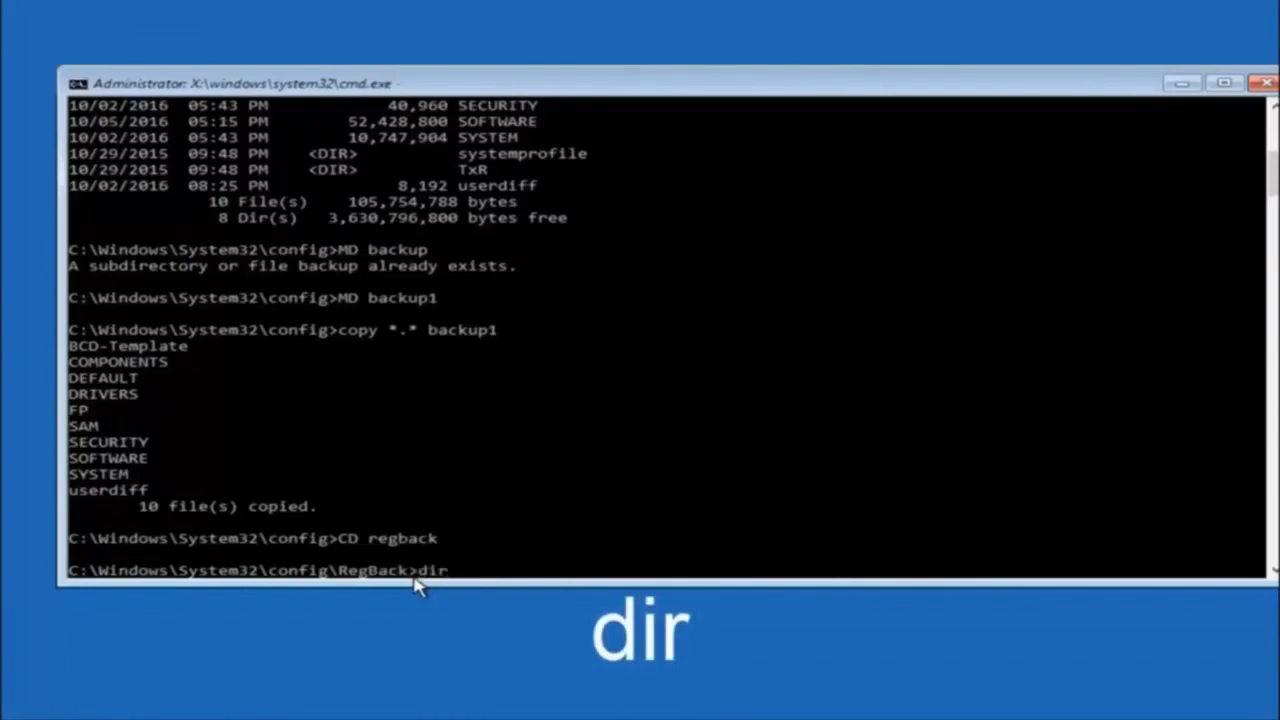 Administrator: X:\windows\system32\cmd.exe -
10/02/2016 05:43 PM 40,960 SECURITY
10/05/2016 05:15 PM 52,428,800 SOFTWARE
10/02/2016 05:43 PM 10,747,904 SYSTEM
10/29/2015 09:48 PM <DIR> systemprofile
10/29/2015 09:48 PM <DIR> TxR
10/02/2016 08:25 PM 8,192 userdiff
10 File(s) 105,754,788 bytes
8 Dir(s) 3,630,796,800 bytes free
C:\Windows\System32\config>MD backup
A subdirectory or file backup already exists.
C:\Windows\System32\config>MD backup1
C:\Windows\System32\config>copy *.* backup1
BCD-Template
COMPONENTS
DEFAULT
DRIVERS
FP
SAM
SECURITY
SOFTWARE
SYSTEM
userdiff
10 file(s) copied.
C:\Windows\System32\config>CD regback
C:\Windows\System32\config\RegBack>dir
dir